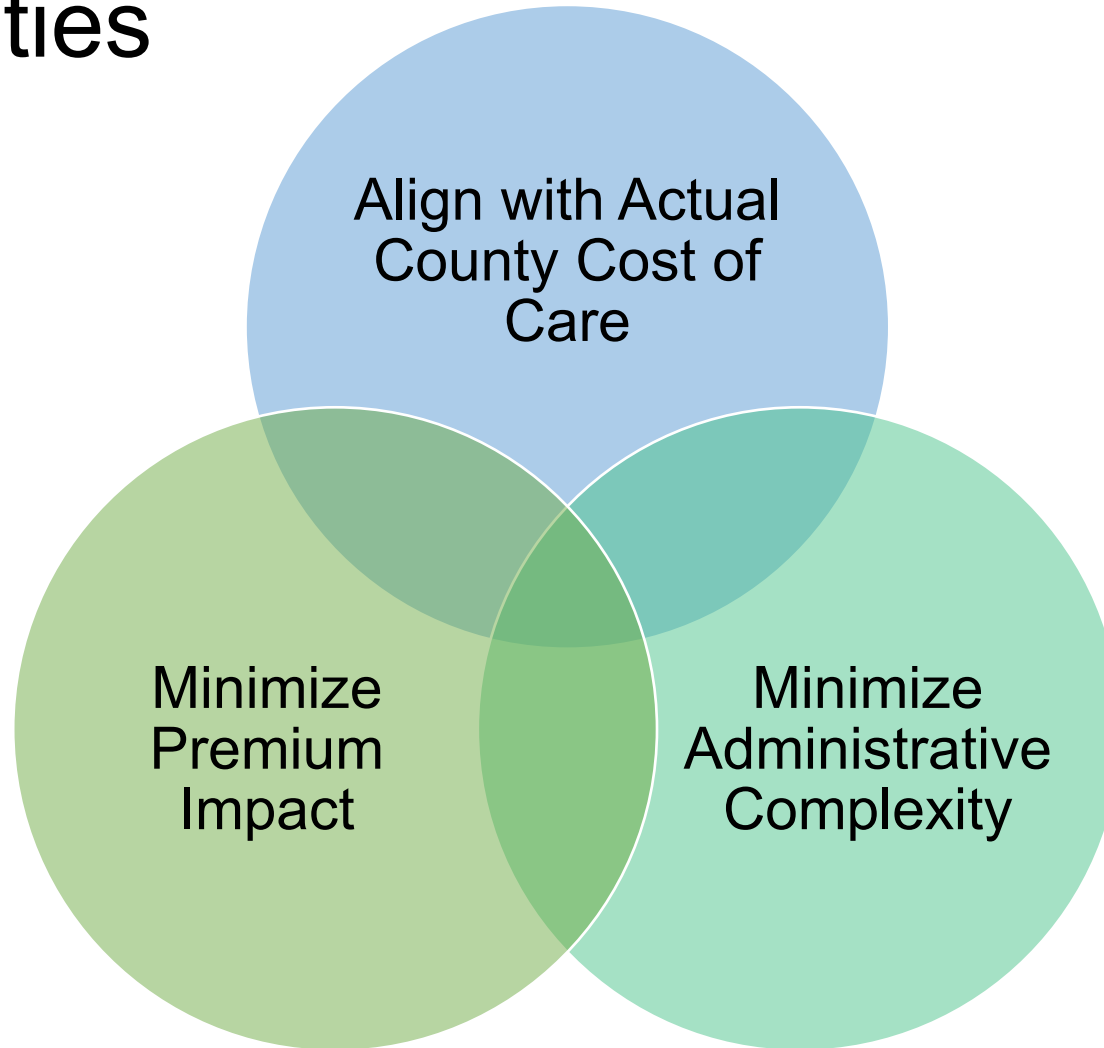 ties
Align with Actual
County Cost of
Care
Minimize
Premium
Impact
Minimize
Administrative
Complexity